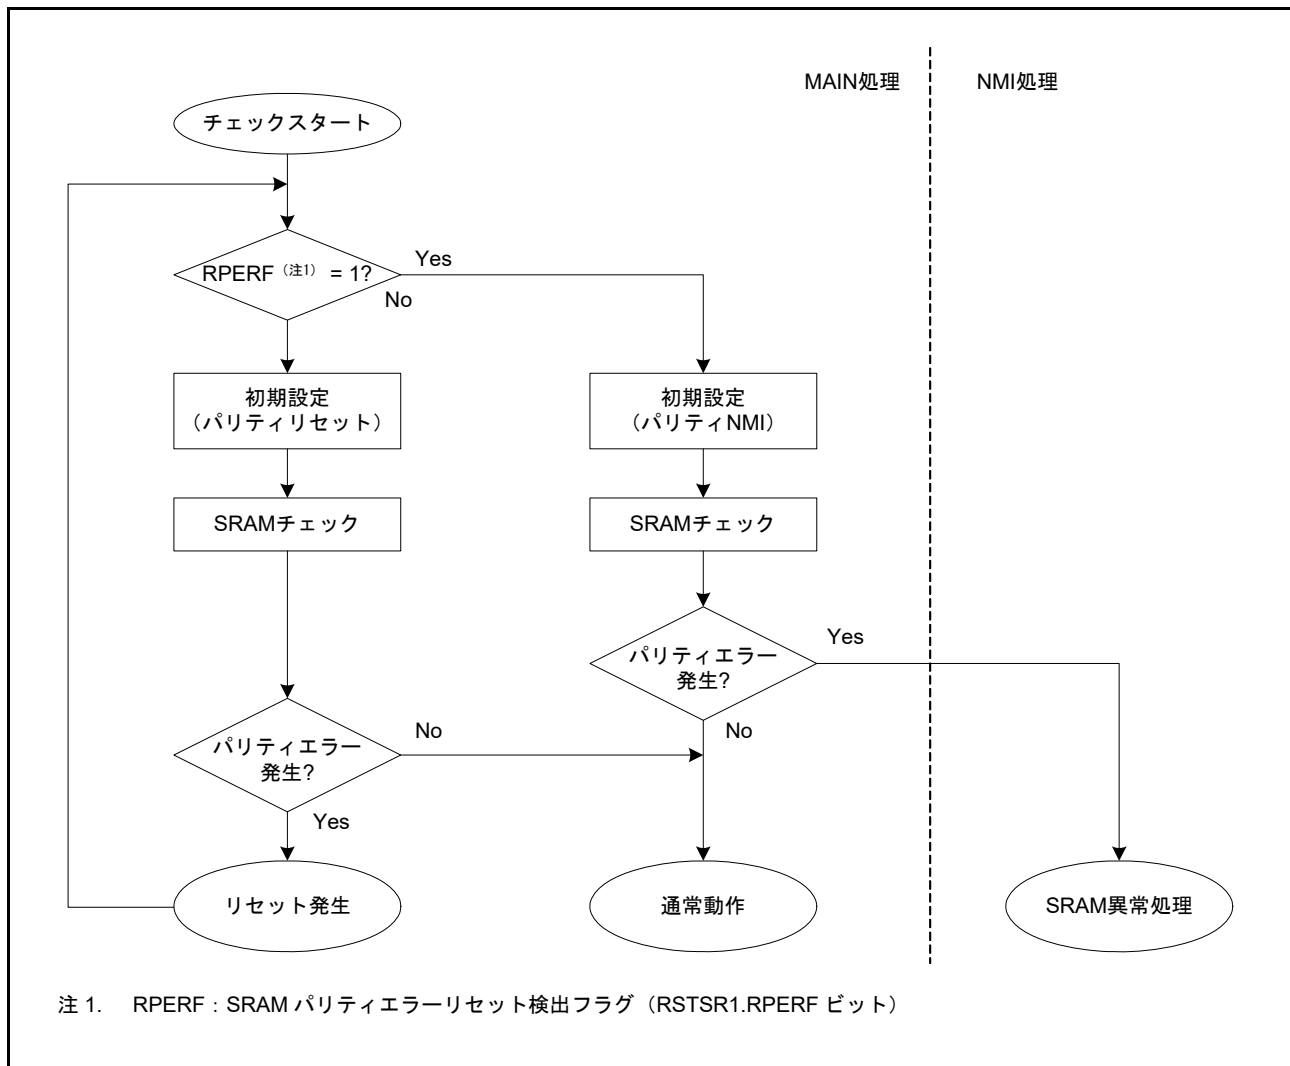 MAIN処理
NMI処理
チェックスタート
RPERF（注1） = 1?
Yes
No
初期設定
（パリティリセット）
初期設定
（パリティNMI）
SRAMチェック
SRAMチェック
パリティエラー
発生?
Yes
No
パリティエラー
発生?
No
Yes
リセット発生
通常動作
SRAM異常処理
注 1. RPERF：SRAM パリティエラーリセット検出フラグ（RSTSR1.RPERF ビット）